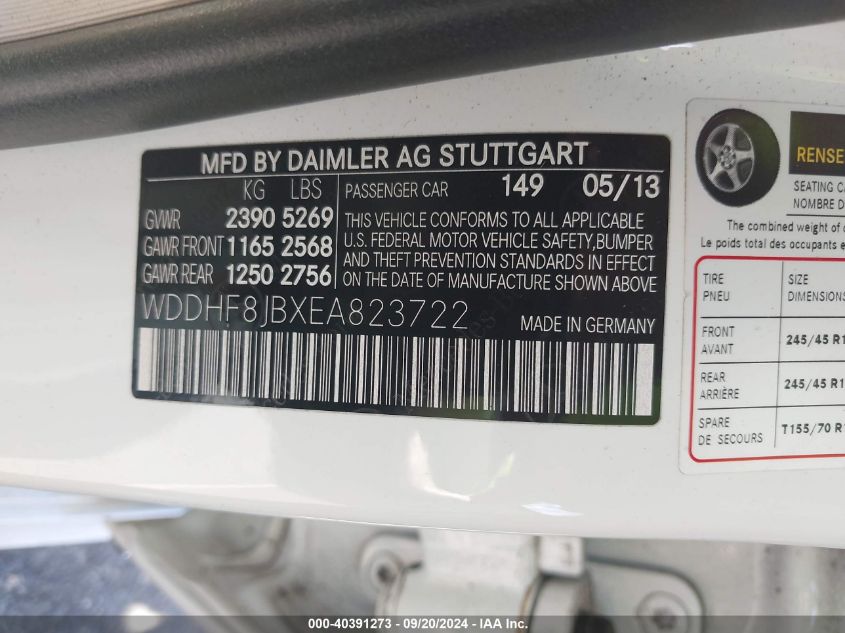 MFD BY DAIMLER AG STUTTGART
KG LBS
GVWR 2390 5269
GAWR FRONT 1165 2568
GAWR REAR 1250 2756
PASSENGER CAR 149 05/13
THIS VEHICLE CONFORMS TO ALL APPLICABLE
U.S. FEDERAL MOTOR VEHICLE SAFETY, BUMPER
AND THEFT PREVENTION STANDARDS IN EFFECT
ON THE DATE OF MANUFACTURE SHOWN ABOVE
WDDHF8JBXEA823722 MADE IN GERMANY
SEATING
NOMBRE
The combined weight of
Le poids total des occupants
TIRE SIZE
PNEU DIMENSIONS
FRONT
AVANT 245/45
REAR
ARRIÈRE 245/45
SPARE
DE SECOURS T155/70
000-40391273 - 09/20/2024 - IAA Inc.